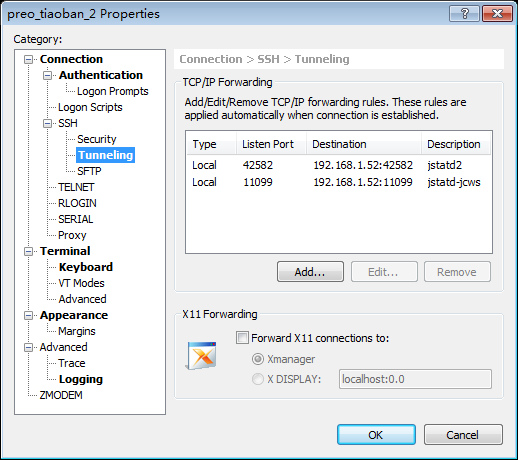 preo_tiaoban_2 Properties
Category:
Connection
Authentication
Logon Prompts
Logon Scripts
SSH
Security
Tunneling
SFTP
TELNET
RLOGIN
SERIAL
Proxy
Terminal
Keyboard
VT Modes
Advanced
Appearance
Margins
Advanced
Trace
Logging
ZMODEM
Connection > SSH > Tunneling
TCP/IP Forwarding
Add/Edit/Remove TCP/IP forwarding rules. These rules are
applied automatically when connection is established.
Type Listen Port Destination Description
Local 42582 192.168.1.52:42582 jstatd2
Local 11099 192.168.1.52:11099 jstatd-jcws
Add... Edit... Remove
X11 Forwarding
Forward X11 connections to:
Xmanager
X DISPLAY: localhost:0.0
OK Cancel